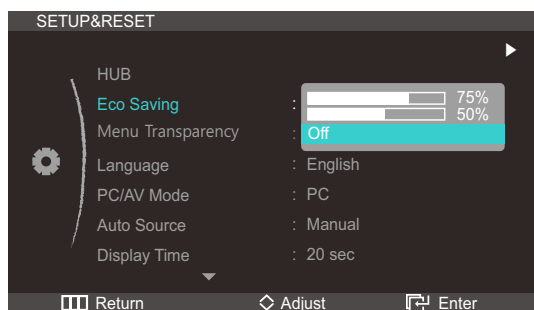 SETUP&RESET
HUB
Eco Saving : 75%
50%
Menu Transparency : Off
Language : English
PC/AV Mode : PC
Auto Source : Manual
Display Time : 20 sec
Return Adjust Enter